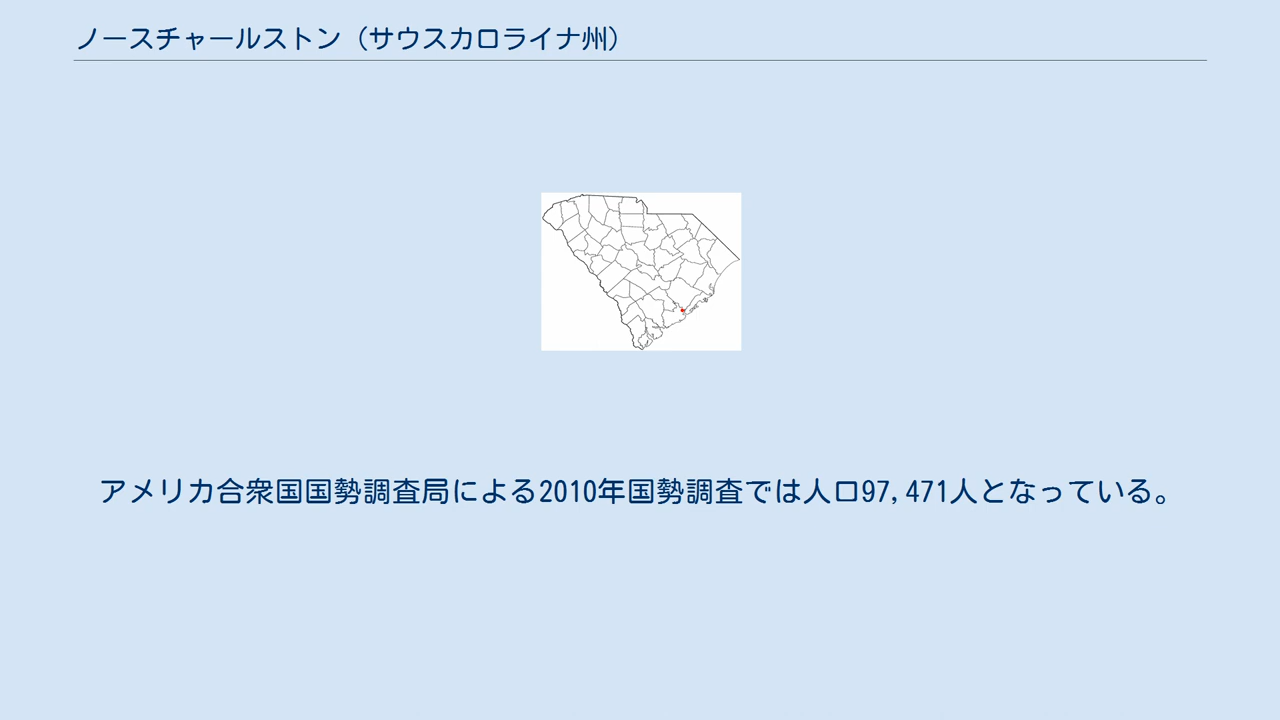 ノースチャールストン（サウスカロライナ州）
アメリカ合衆国国勢調査局による2010年国勢調査では人口97,471人となっている。